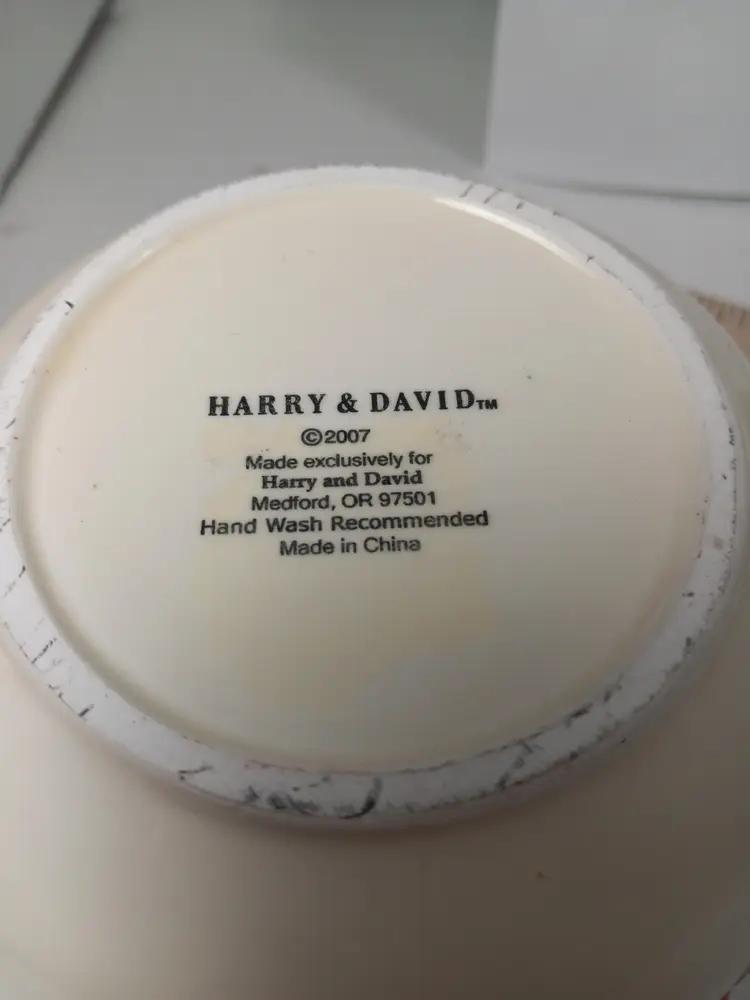 HARRY & DAVID™
©2007
Made exclusively for
Harry and David
Medford, OR 97501
Hand Wash Recommended
Made in China